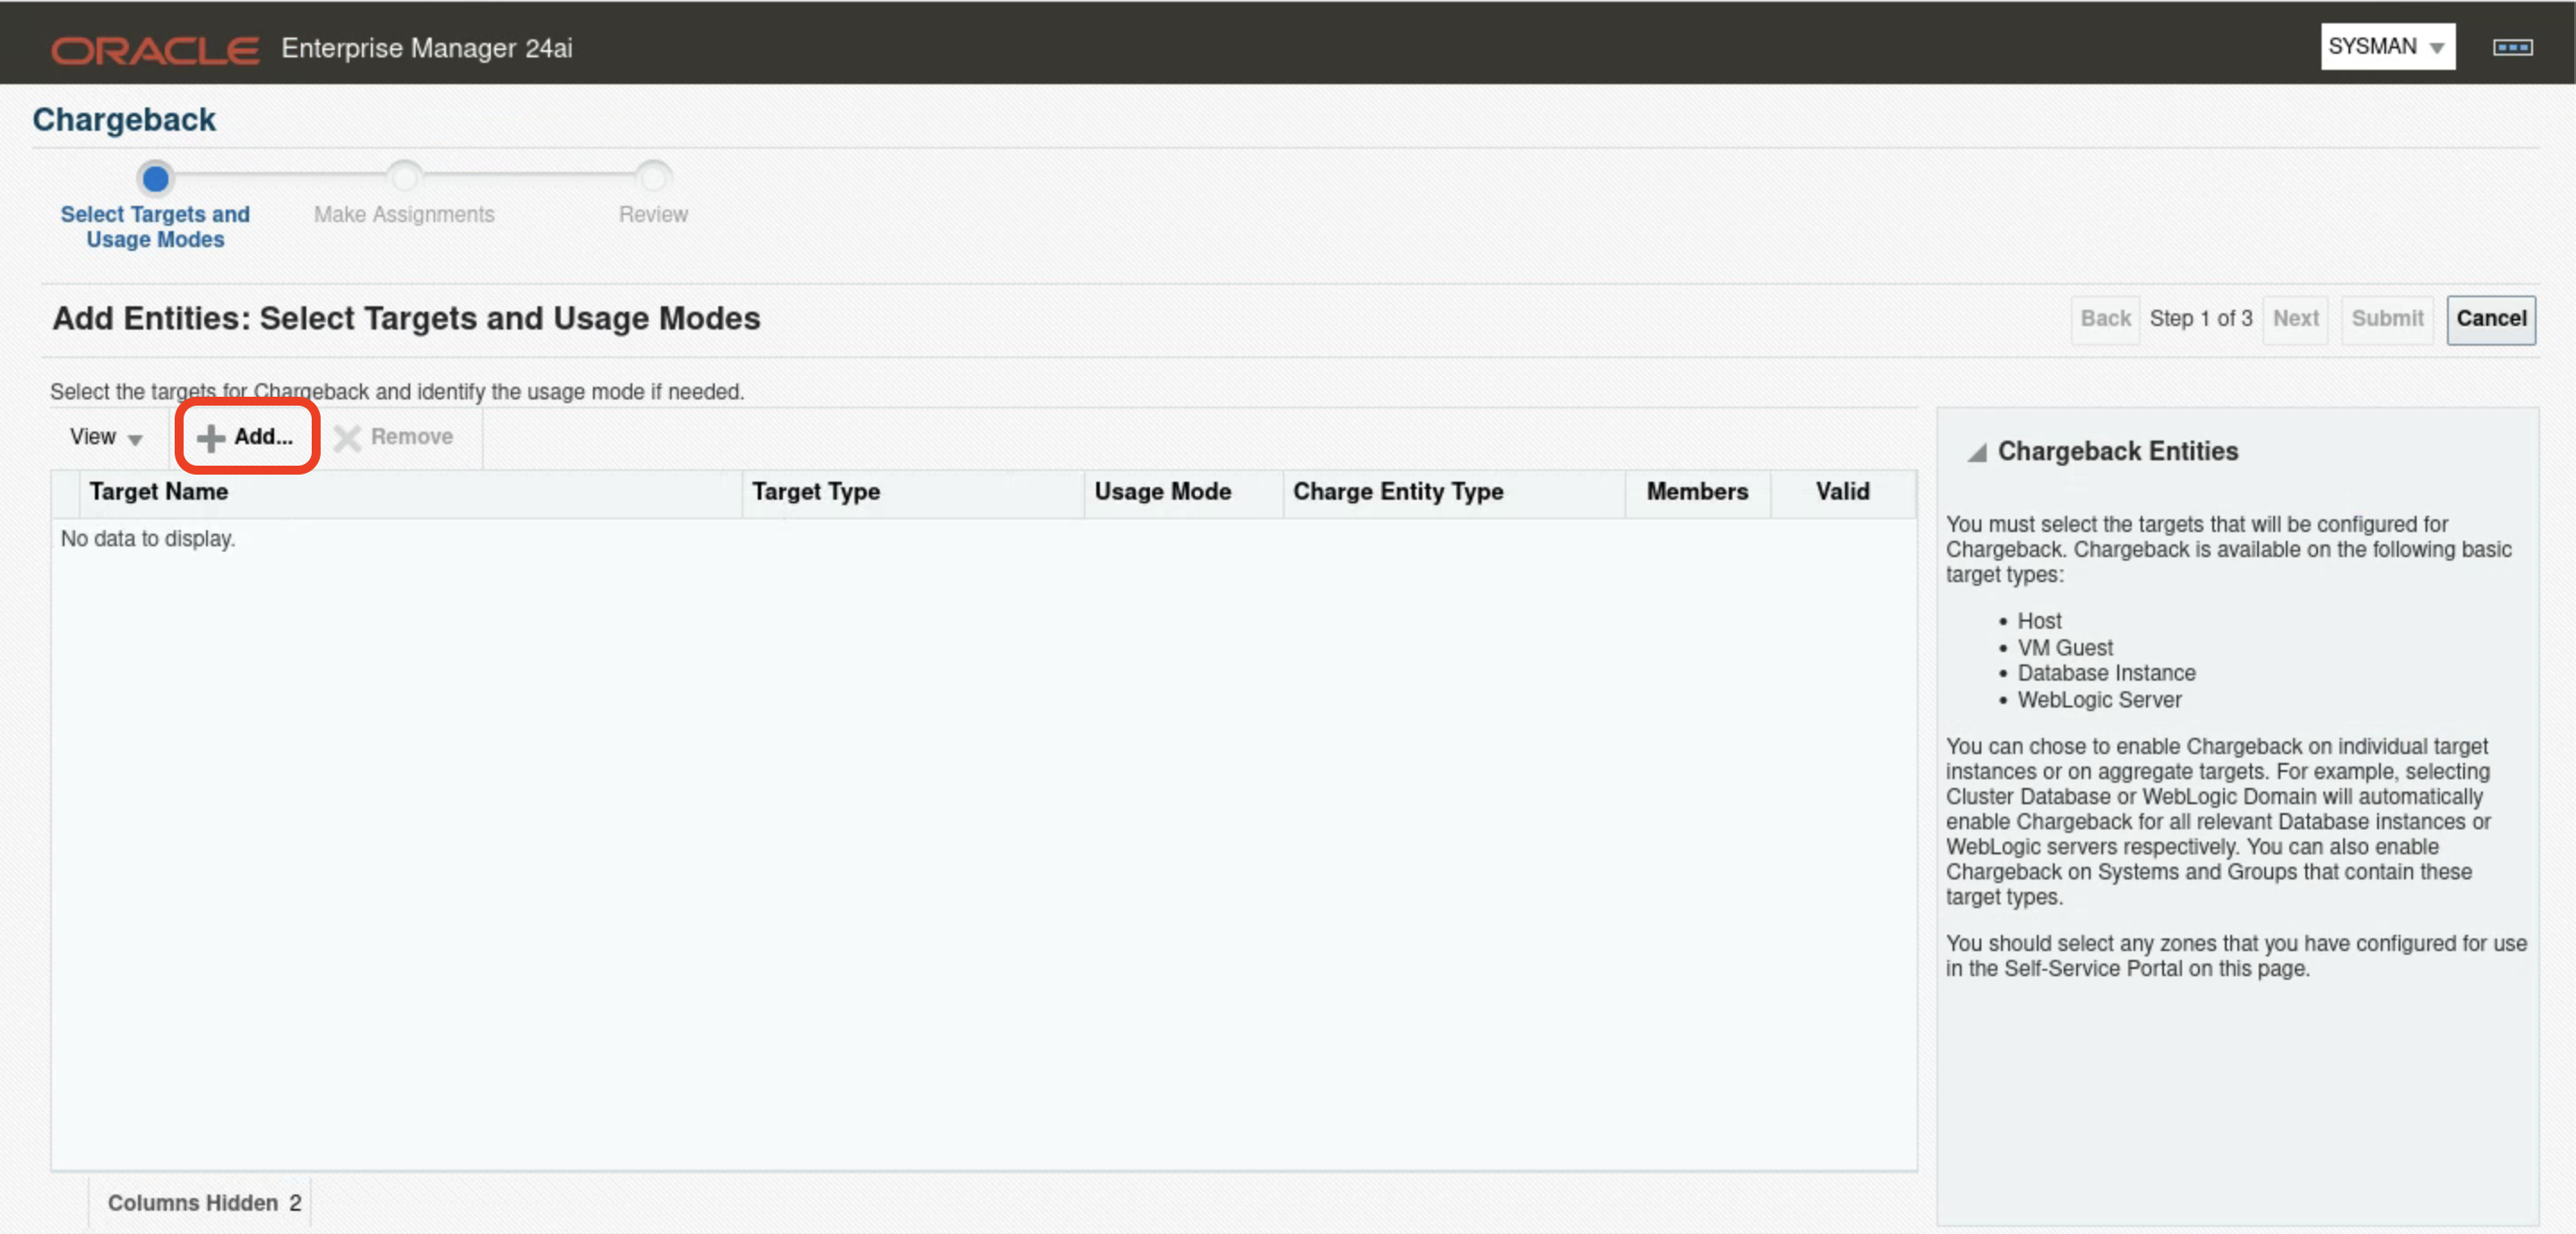 ORACLE Enterprise Manager 24ai
SYSMAN
Chargeback
Select Targets and
Usage Modes
Make Assignments
Review
Add Entities: Select Targets and Usage Modes
Back Step 1 of 3 Next Submit Cancel
Select the targets for Chargeback and identify the usage mode if needed.
View Add... Remove
Target Name Target Type Usage Mode Charge Entity Type Members Valid
No data to display.
Columns Hidden 2
Chargeback Entities
You must select the targets that will be configured for
Chargeback. Chargeback is available on the following basic
target types:
• Host
• VM Guest
• Database Instance
• WebLogic Server
You can chose to enable Chargeback on individual target
instances or on aggregate targets. For example, selecting
Cluster Database or WebLogic Domain will automatically
enable Chargeback for all relevant Database instances or
WebLogic servers respectively. You can also enable
Chargeback on Systems and Groups that contain these
target types.
You should select any zones that you have configured for use
in the Self-Service Portal on this page.